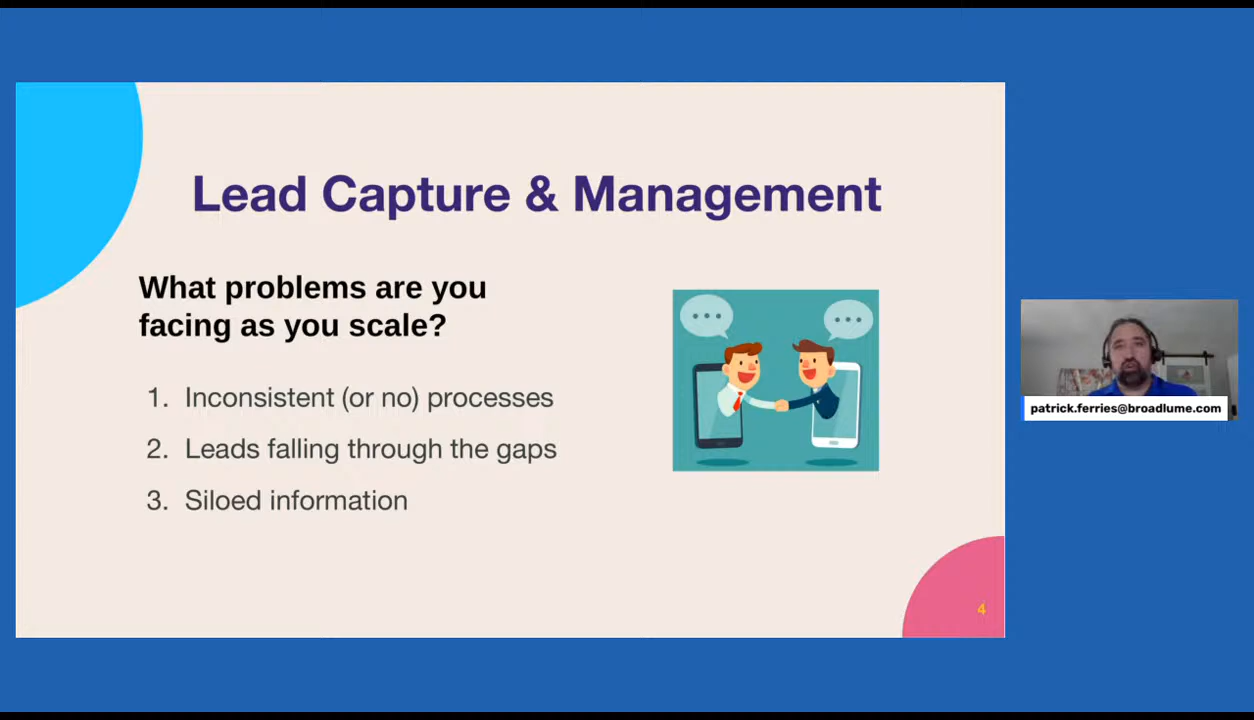 Lead Capture & Management
What problems are you
facing as you scale?
1. Inconsistent (or no) processes
2. Leads falling through the gaps
3. Siloed information
4
patrick.ferries@broadlume.com